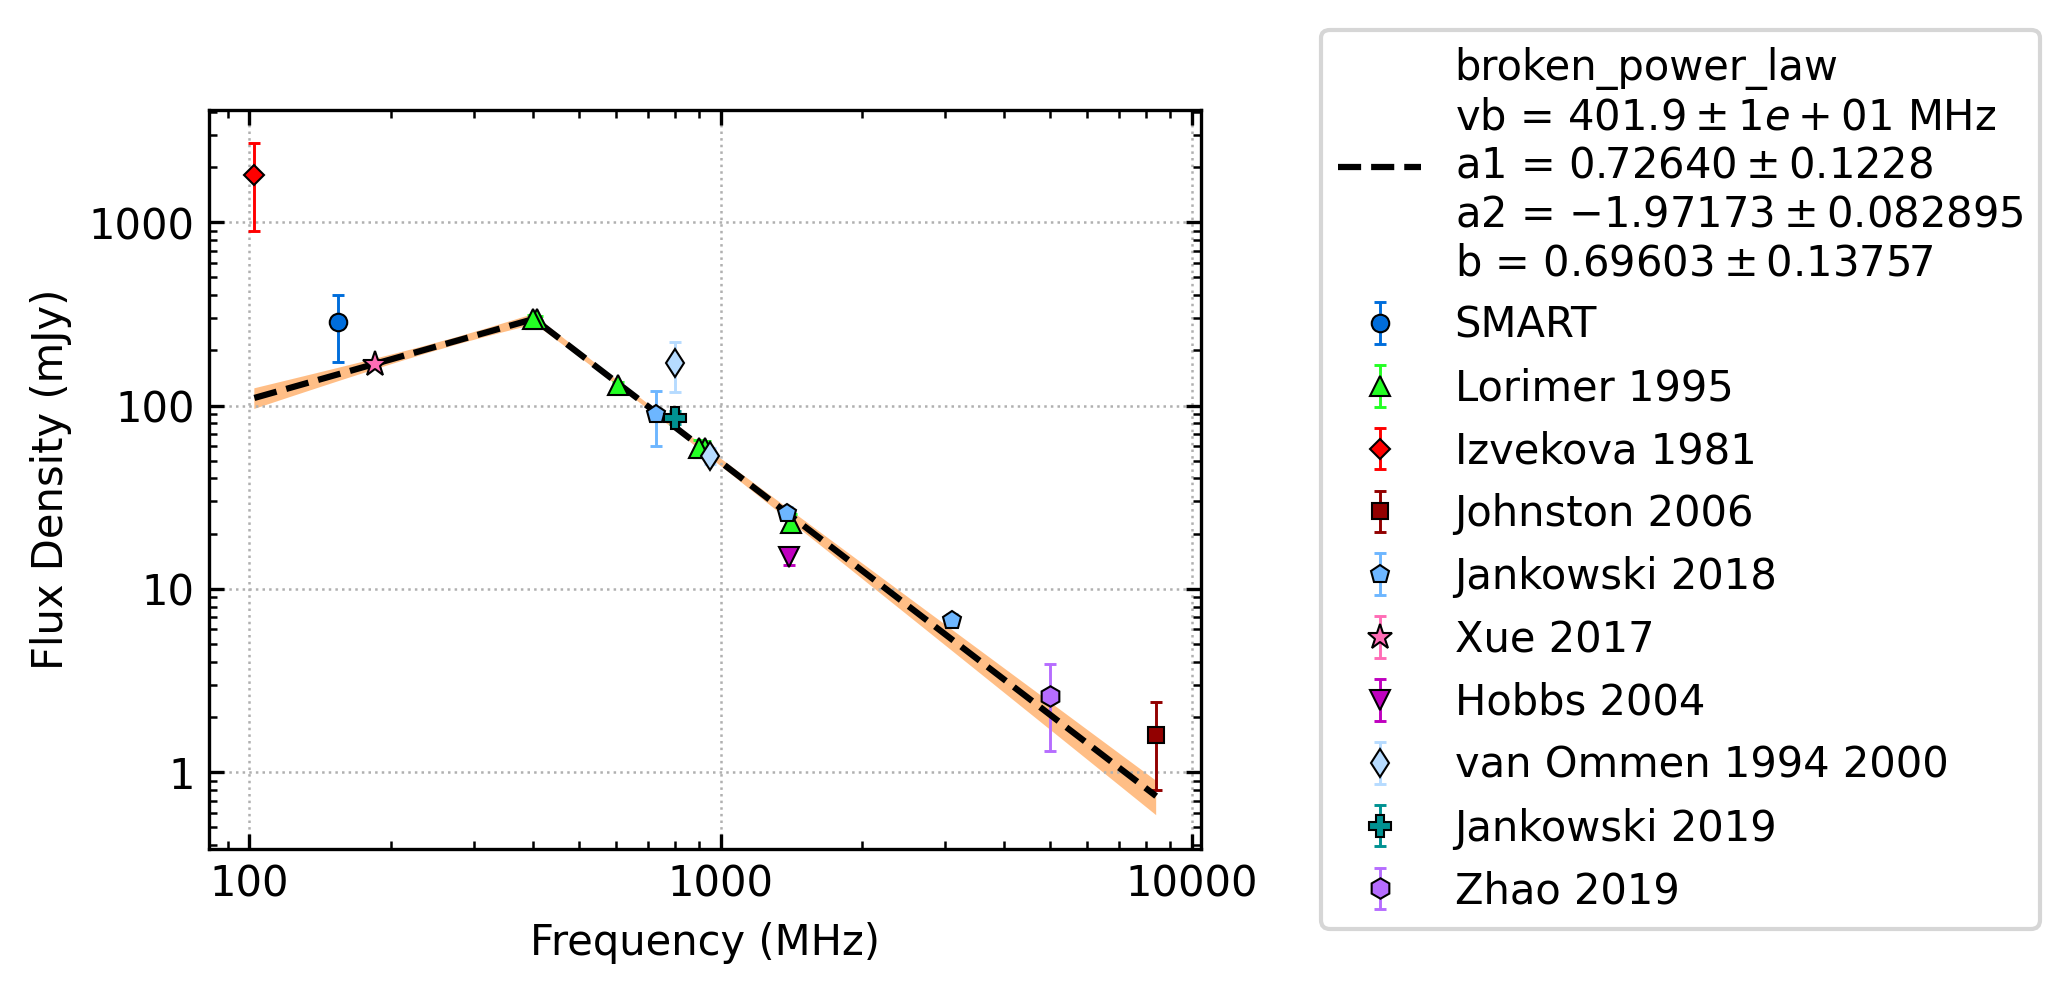 1000
100
10
1
Flux Density (mJy)
100
1000
10000
Frequency (MHz)
broken_power_law
vb = 401.9 ± 1e + 01 MHz
a1 = 0.72640 ± 0.1228
a2 = −1.97173 ± 0.082895
b = 0.69603 ± 0.13757
SMART
Lorimer 1995
Izvekova 1981
Johnston 2006
Jankowski 2018
Xue 2017
Hobbs 2004
van Ommen 1994 2000
Jankowski 2019
Zhao 2019